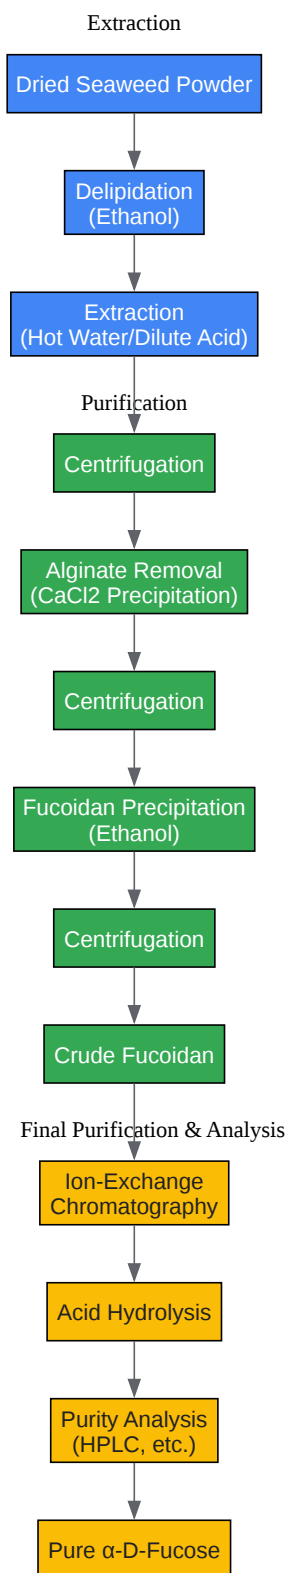 Extraction
Dried Seaweed Powder
Delipidation
(Ethanol)
Extraction
(Hot Water/Dilute Acid)
Purification
Centrifugation
Alginate Removal
(CaCl2 Precipitation)
Centrifugation
Fucoidan Precipitation
(Ethanol)
Centrifugation
Crude Fucoidan
Final Purification & Analysis
Ion-Exchange
Chromatography
Acid Hydrolysis
Purity Analysis
(HPLC, etc.)
Pure α-D-Fucose